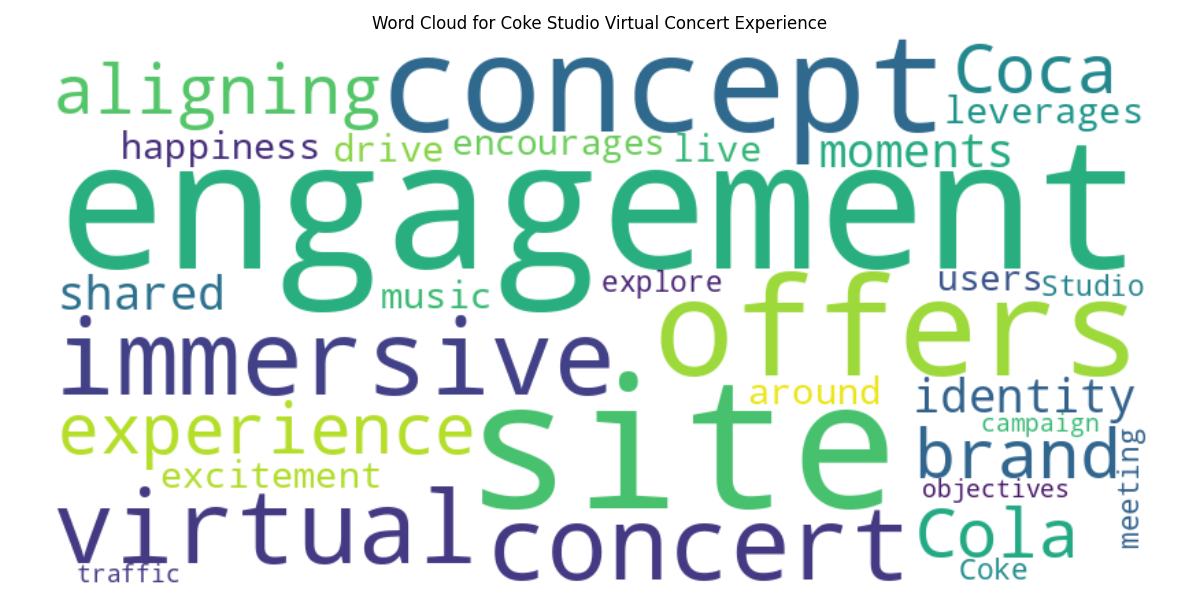 Word Cloud for Coke Studio Virtual Concert Experience
aligning concept Coca
leverages
happiness drive encourages live moments
engagement
shared music explore users Studio
immersive offers
around identity
experience site campaign
brand meeting
excitement objectives
virtual concert Cola
traffic Coke